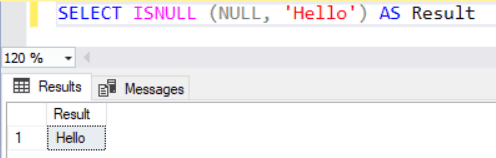 SELECT ISNULL (NULL, 'Hello') AS Result
120 %
Results Messages
Result
1 Hello